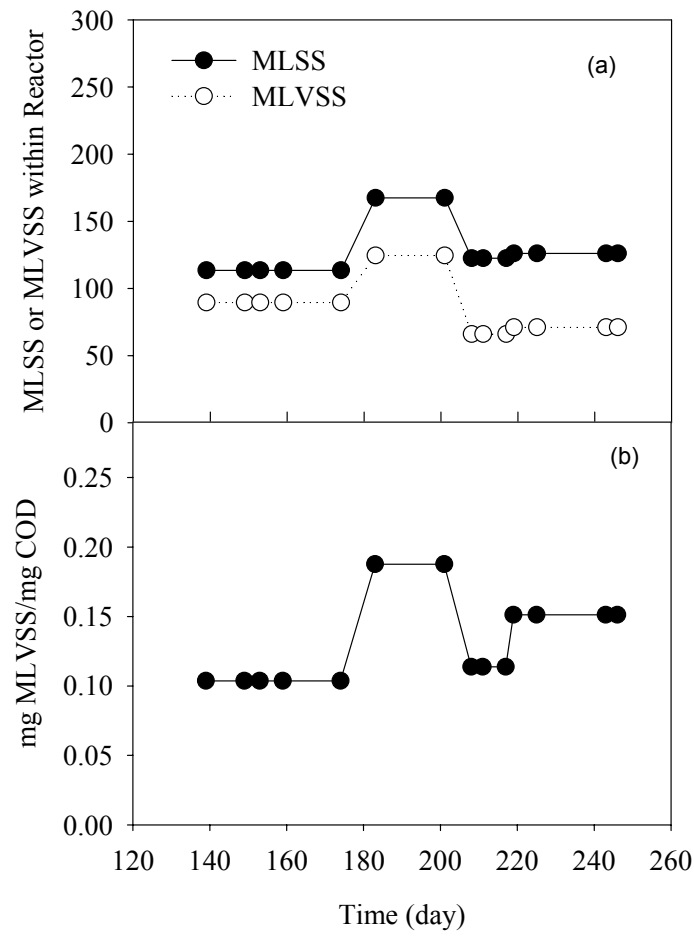 MLSS or MLVSS within Reactor
300
250
200
150
100
50
0
MLSS
MLVSS
(a)
mg MLVSS/mg COD
0.25
0.20
0.15
0.10
0.05
0.00
(b)
120 140 160 180 200 220 240 260
Time (day)